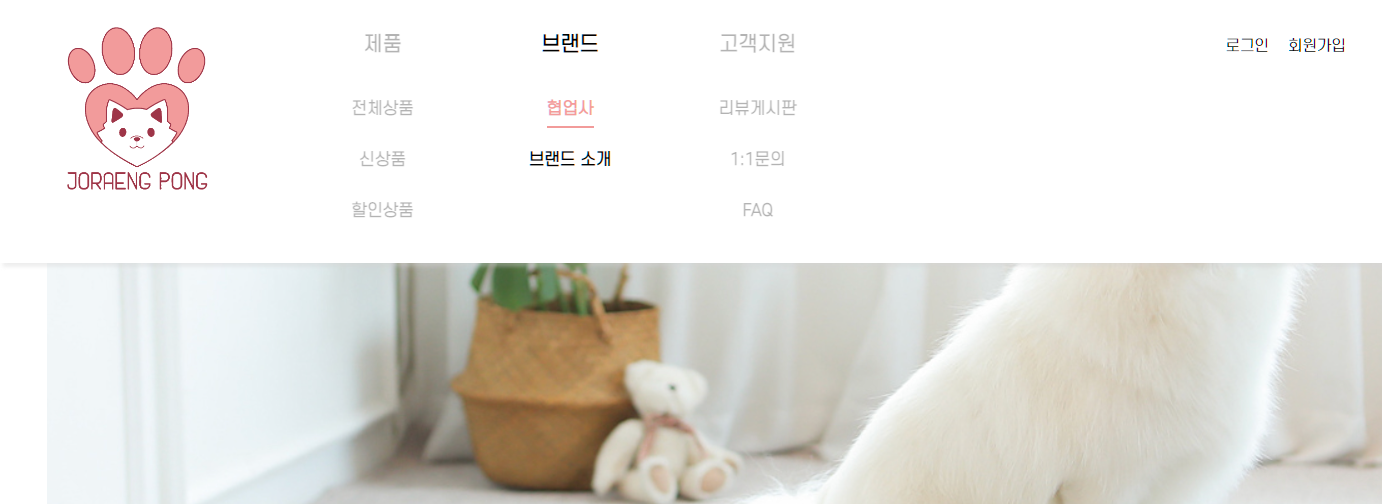 제품 브랜드 고객지원 로그인 회원가입
전체상품 협업사 리뷰게시판
신상품 브랜드 소개 1:1문의
JORAENG PONG
할인상품 FAQ